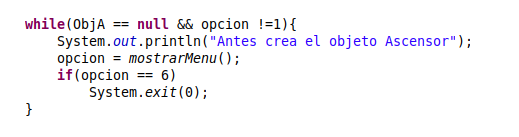 while(ObjA == null && opcion !=1){
    System.out.println("Antes crea el objeto Ascensor");
    opcion = mostrarMenu();
    if(opcion == 6)
        System.exit(0);
}